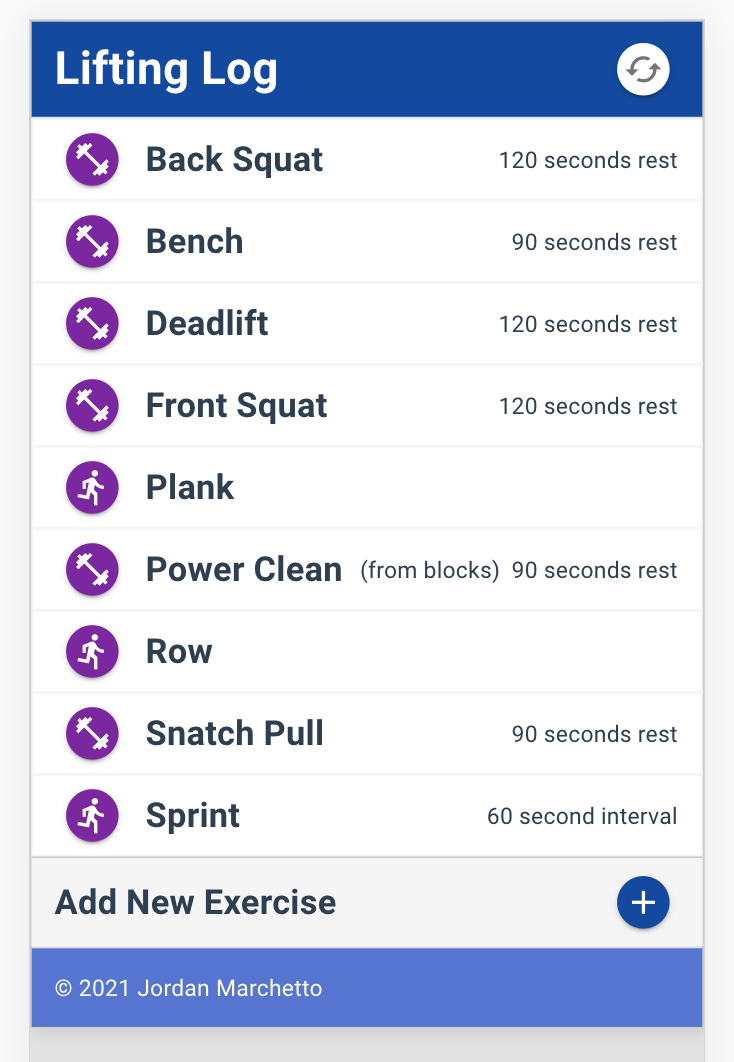 Lifting Log
Back Squat 120 seconds rest
Bench 90 seconds rest
Deadlift 120 seconds rest
Front Squat 120 seconds rest
Plank
Power Clean (from blocks) 90 seconds rest
Row
Snatch Pull 90 seconds rest
Sprint 60 second interval
Add New Exercise
© 2021 Jordan Marchetto